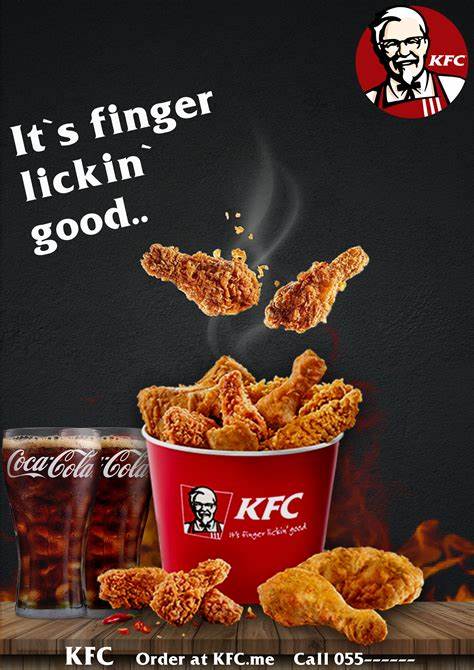 KFC
It`s finger
lickin`
good..
Coca-Cola
Coca-Cola
KFC
It's finger lickin' good
KFC Order at KFC.me Call 055------